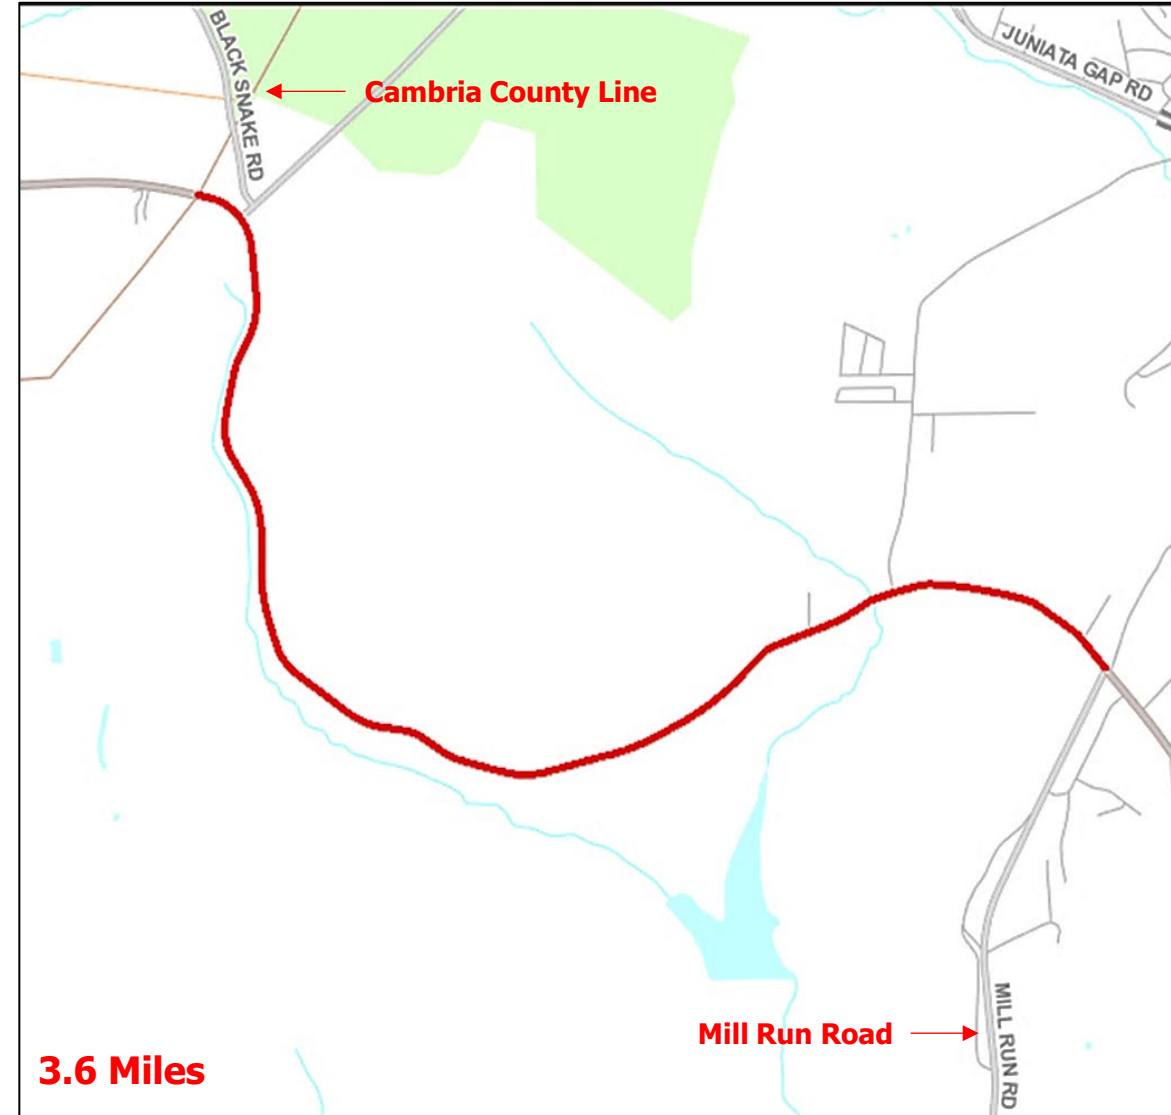 BLACK SNAKE RD
JUNIATA GAP RD
Cambria County Line
Mill Run Road
MILL RUN RD
3.6 Miles